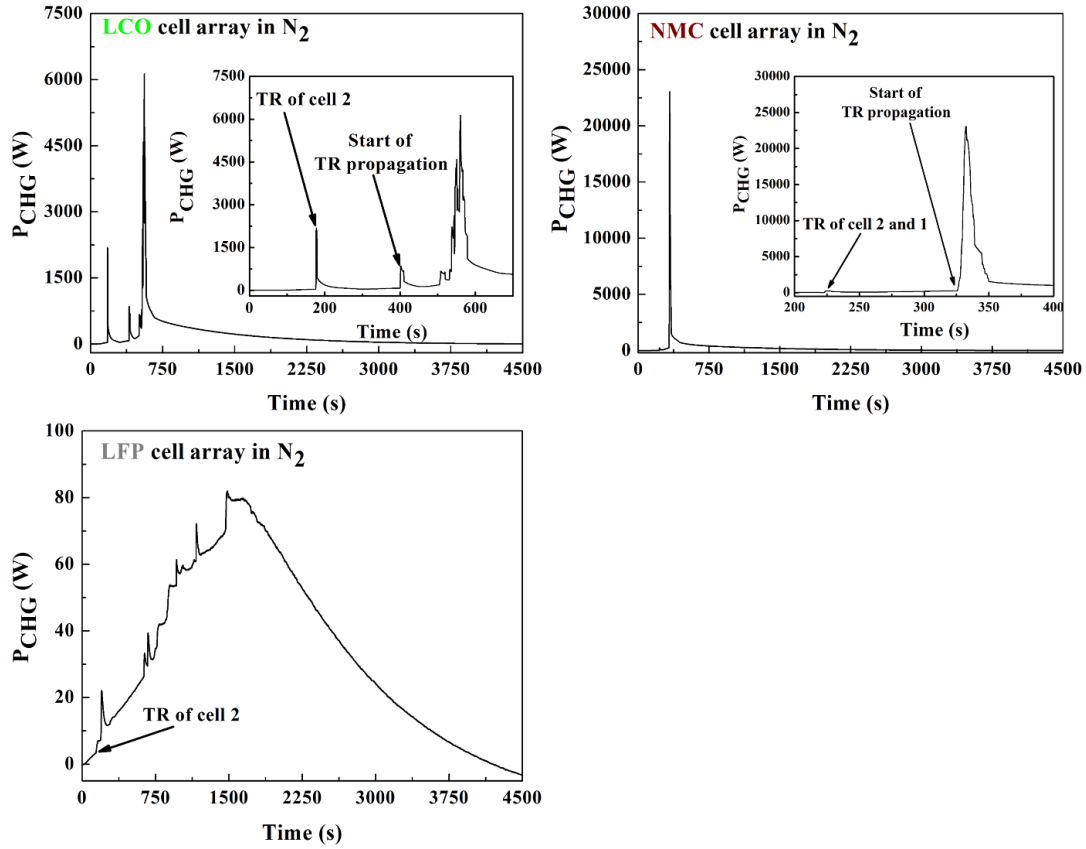 LCO cell array in N2
7500
6000
4500
3000
1500
0
PCHG (W)
0 750 1500 2250 3000 3750 4500
Time (s)
7500
6000
4500
3000
1500
0
PCHG (W)
TR of cell 2
Start of
TR propagation
0 200 400 600
Time (s)
NMC cell array in N2
30000
25000
20000
15000
10000
5000
0
PCHG (W)
0 750 1500 2250 3000 3750 4500
Time (s)
30000
25000
20000
15000
10000
5000
0
PCHG (W)
Start of
TR propagation
TR of cell 2 and 1
200 250 300 350 400
Time (s)
LFP cell array in N2
100
80
60
40
20
0
PCHG (W)
TR of cell 2
0 750 1500 2250 3000 3750 4500
Time (s)